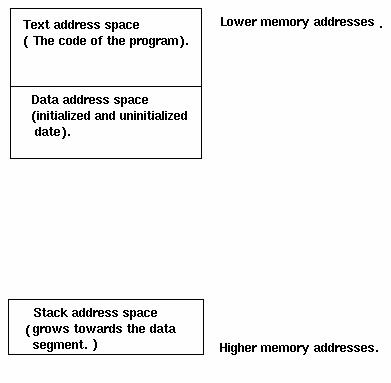 Text address space
( The code of the program).
Lower memory addresses .
Data address space
(initialized and uninitialized
date).
Stack address space
(grows towards the data
segment. )
Higher memory addresses.